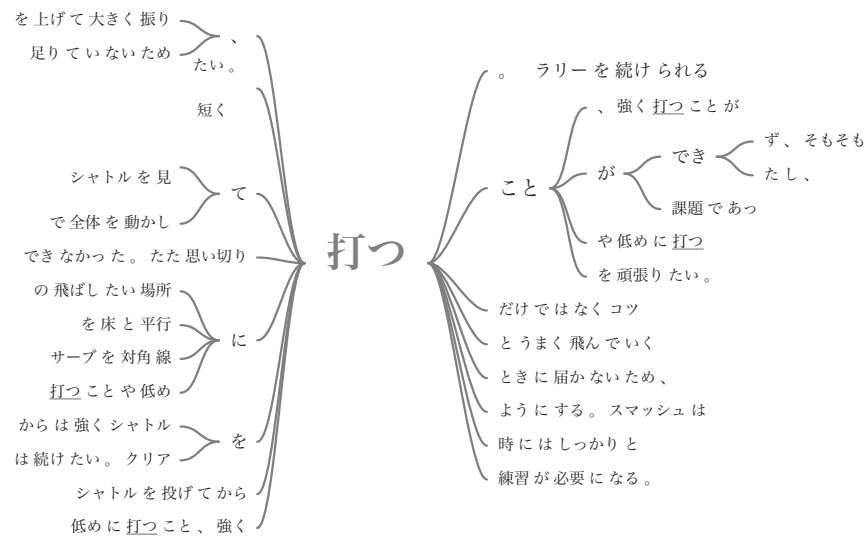 を 上げ て 大きく 振り
足り て い ない ため
、
たい 。
短く
シャトル を 見
で 全体 を 動かし
て
でき なかっ た 。 たた 思い切り
の 飛ばし たい 場所
を 床 と 平行
サーブ を 対角 線
打つ こと や 低め
に
から は 強く シャトル
は 続け たい 。 クリア
を
シャトル を 投げ て から
低め に 打つ こと 、 強く
打つ
。 ラリー を 続け られる
こと
、 強く 打つ こと が
が
でき
ず 、 そもそも
た し 、
課題 で あっ
や 低め に 打つ
を 頑張り たい 。
だけ で は なく コツ
と うまく 飛ん で いく
とき に 届か ない ため 、
よう に する 。 スマッシュ は
時 に は しっかり と
練習 が 必要 に なる 。